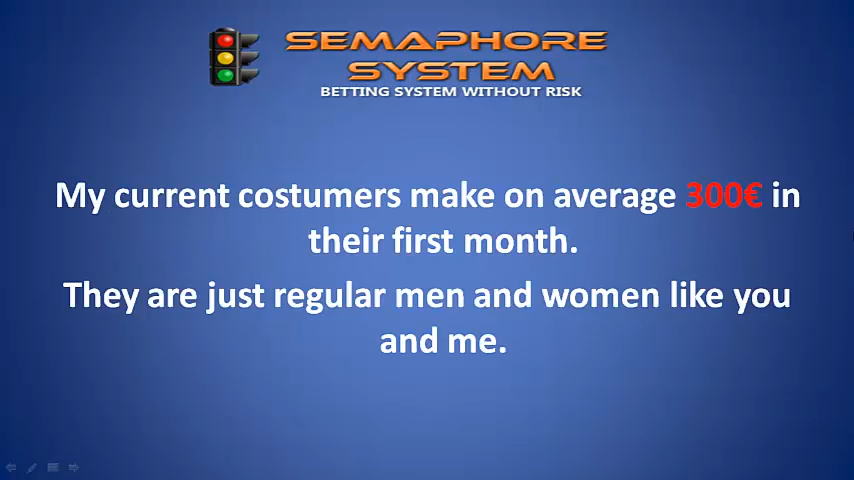 SEMAPHORE
SYSTEM
BETTING SYSTEM WITHOUT RISK
My current costumers make on average 300€ in
their first month.
They are just regular men and women like you
and me.